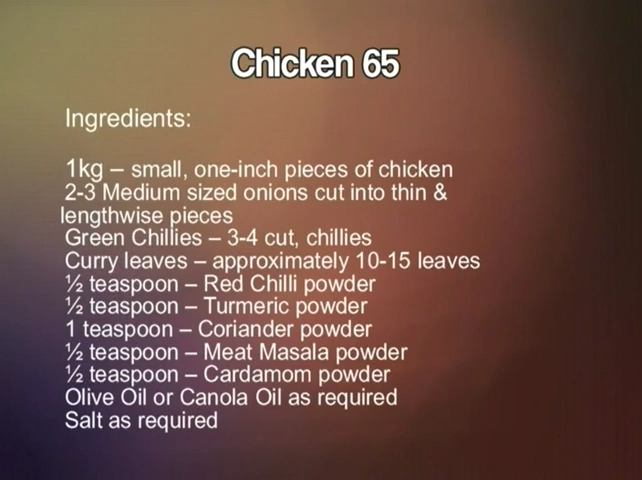 Chicken 65
Ingredients:
1kg – small, one-inch pieces of chicken
2-3 Medium sized onions cut into thin &
lengthwise pieces
Green Chillies – 3-4 cut, chillies
Curry leaves – approximately 10-15 leaves
½ teaspoon – Red Chilli powder
½ teaspoon – Turmeric powder
1 teaspoon – Coriander powder
½ teaspoon – Meat Masala powder
½ teaspoon – Cardamom powder
Olive Oil or Canola Oil as required
Salt as required